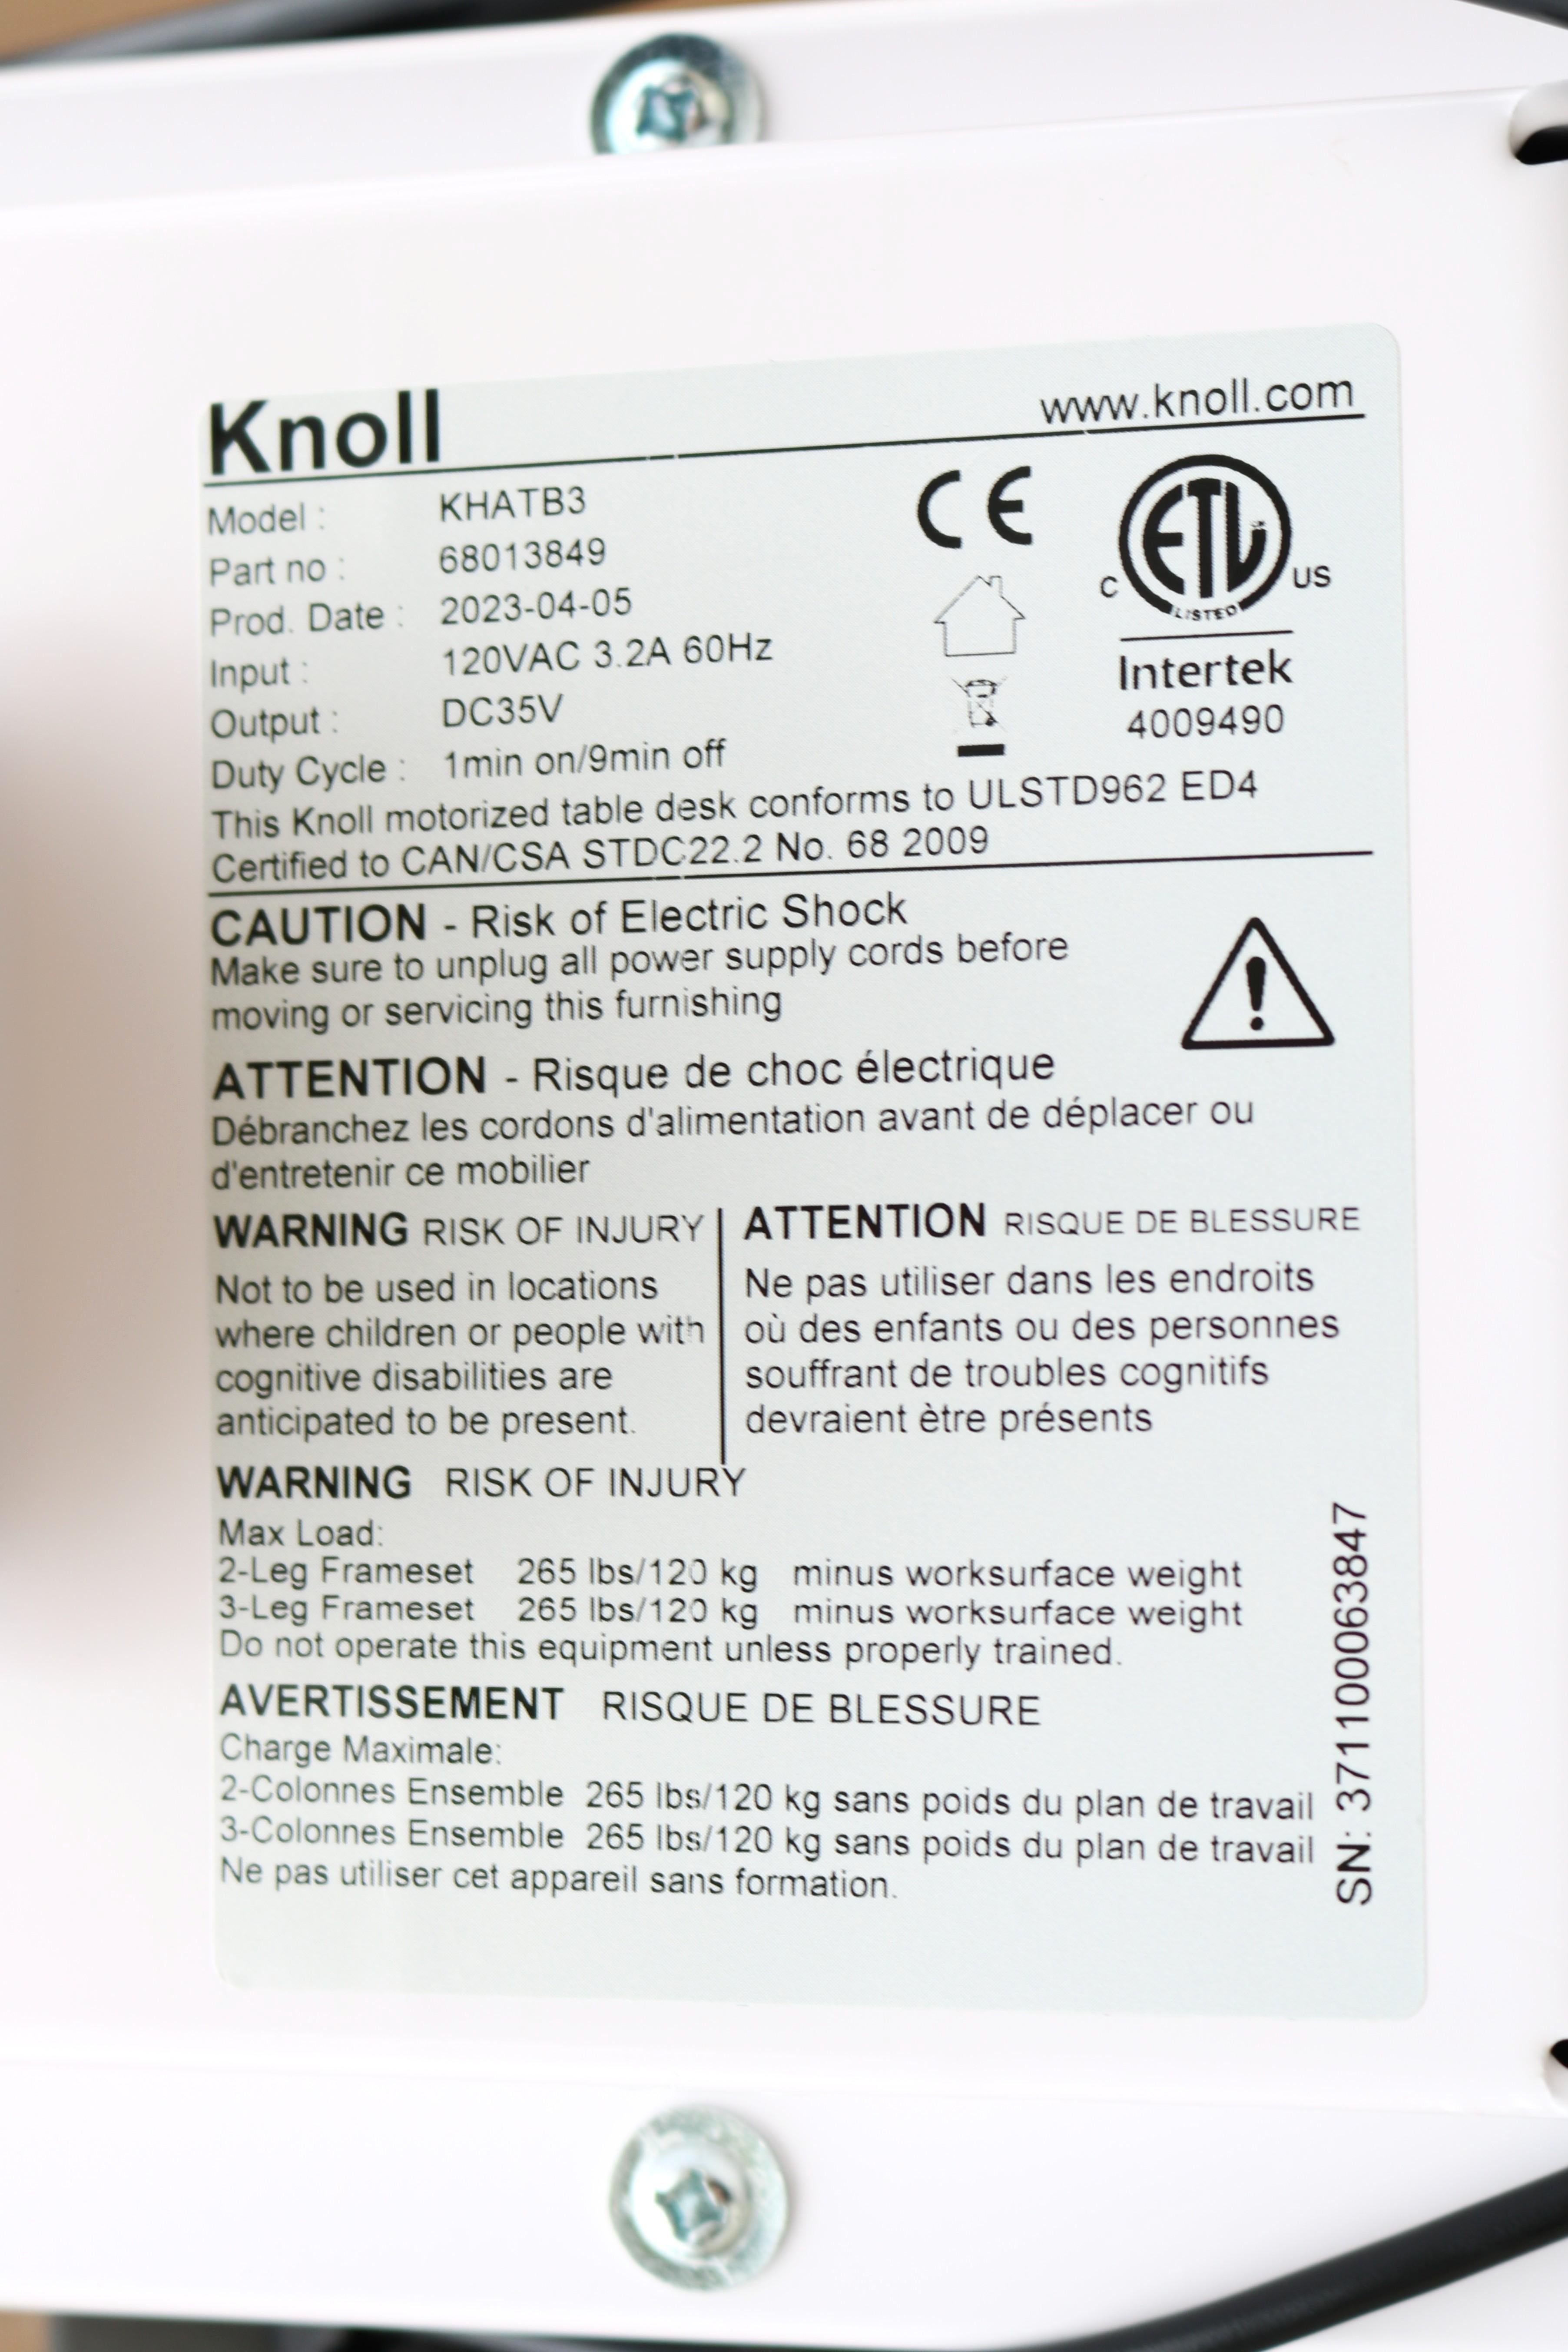 Knoll
www.knoll.com
Model : KHATB3
Part no : 68013849
Prod. Date : 2023-04-05
Input : 120VAC 3.2A 60Hz
Output : DC35V
Duty Cycle : 1min on/9min off
CE
ETL
C US
LISTED
Intertek
4009490
This Knoll motorized table desk conforms to ULSTD962 ED4
Certified to CAN/CSA STDC22.2 No. 68 2009
CAUTION - Risk of Electric Shock
Make sure to unplug all power supply cords before
moving or servicing this furnishing
ATTENTION - Risque de choc électrique
Débranchez les cordons d'alimentation avant de déplacer ou
d'entretenir ce mobilier
WARNING RISK OF INJURY
Not to be used in locations
where children or people with
cognitive disabilities are
anticipated to be present.
ATTENTION RISQUE DE BLESSURE
Ne pas utiliser dans les endroits
où des enfants ou des personnes
souffrant de troubles cognitifs
devraient ètre présents
WARNING RISK OF INJURY
Max Load:
2-Leg Frameset 265 lbs/120 kg minus worksurface weight
3-Leg Frameset 265 lbs/120 kg minus worksurface weight
Do not operate this equipment unless properly trained.
AVERTISSEMENT RISQUE DE BLESSURE
Charge Maximale:
2-Colonnes Ensemble 265 lbs/120 kg sans poids du plan de travail
3-Colonnes Ensemble 265 lbs/120 kg sans poids du plan de travail
Ne pas utiliser cet appareil sans formation.
SN: 371100063847